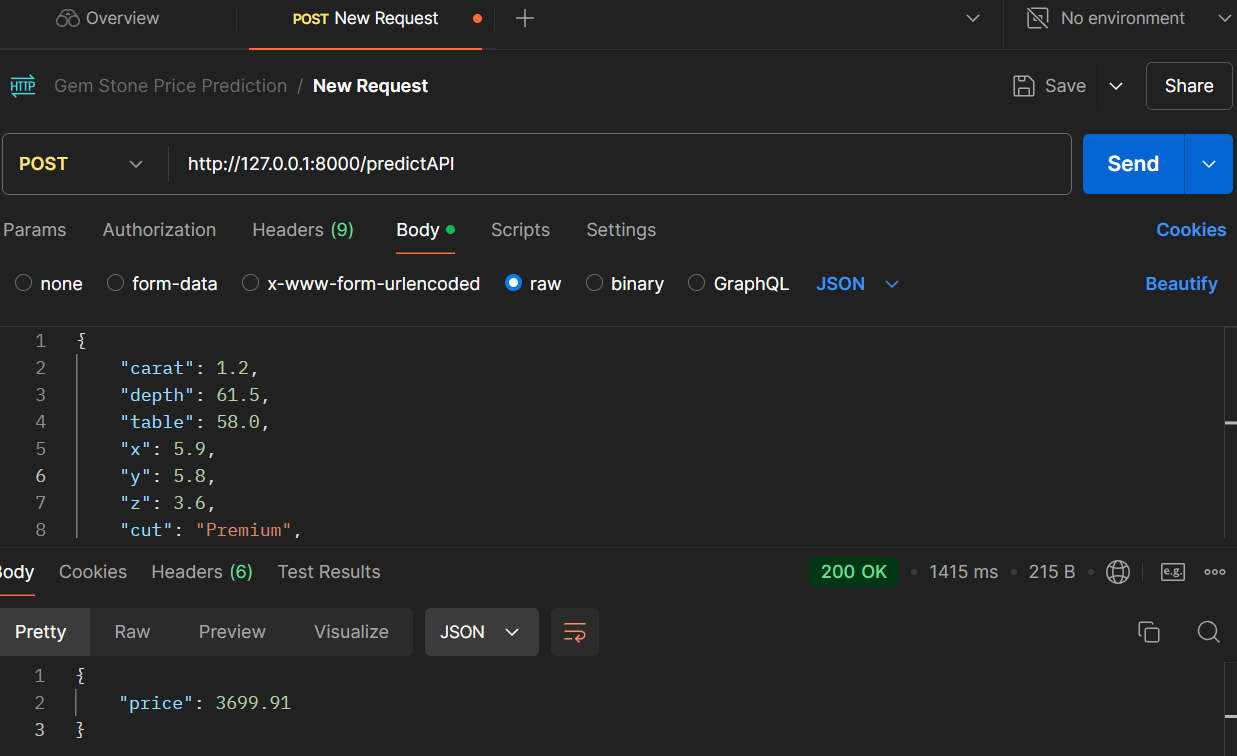 Overview POST New Request No environment
HTTP Gem Stone Price Prediction / New Request Save Share
POST http://127.0.0.1:8000/predictAPI Send
Params Authorization Headers (9) Body Scripts Settings Cookies
none form-data x-www-form-urlencoded raw binary GraphQL JSON Beautify
1 {
2 "carat": 1.2,
3 "depth": 61.5,
4 "table": 58.0,
5 "x": 5.9,
6 "y": 5.8,
7 "z": 3.6,
8 "cut": "Premium",
Body Cookies Headers (6) Test Results 200 OK 1415 ms 215 B e.g.
Pretty Raw Preview Visualize JSON
1 {
2 "price": 3699.91
3 }